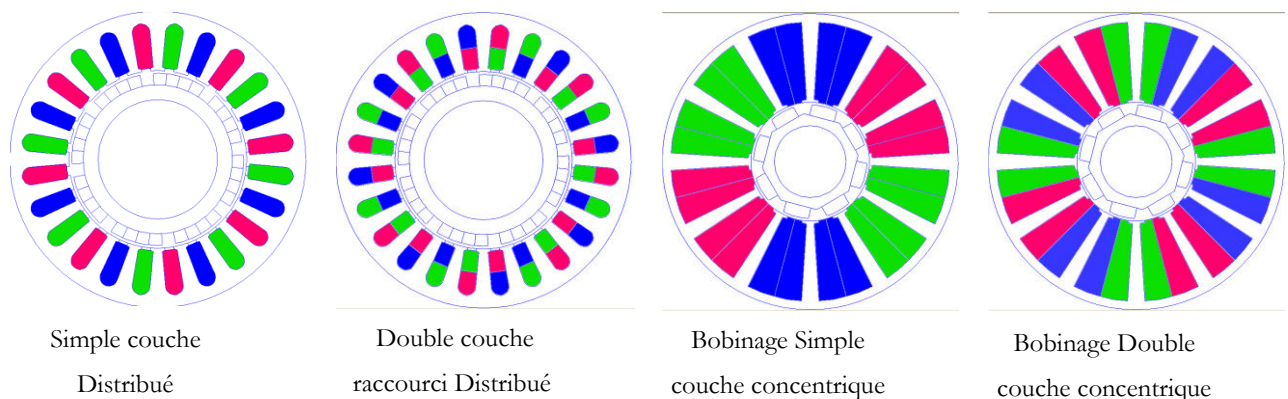 Simple couche
Distribué
Double couche
raccourci Distribué
Bobinage Simple
couche concentrique
Bobinage Double
couche concentrique